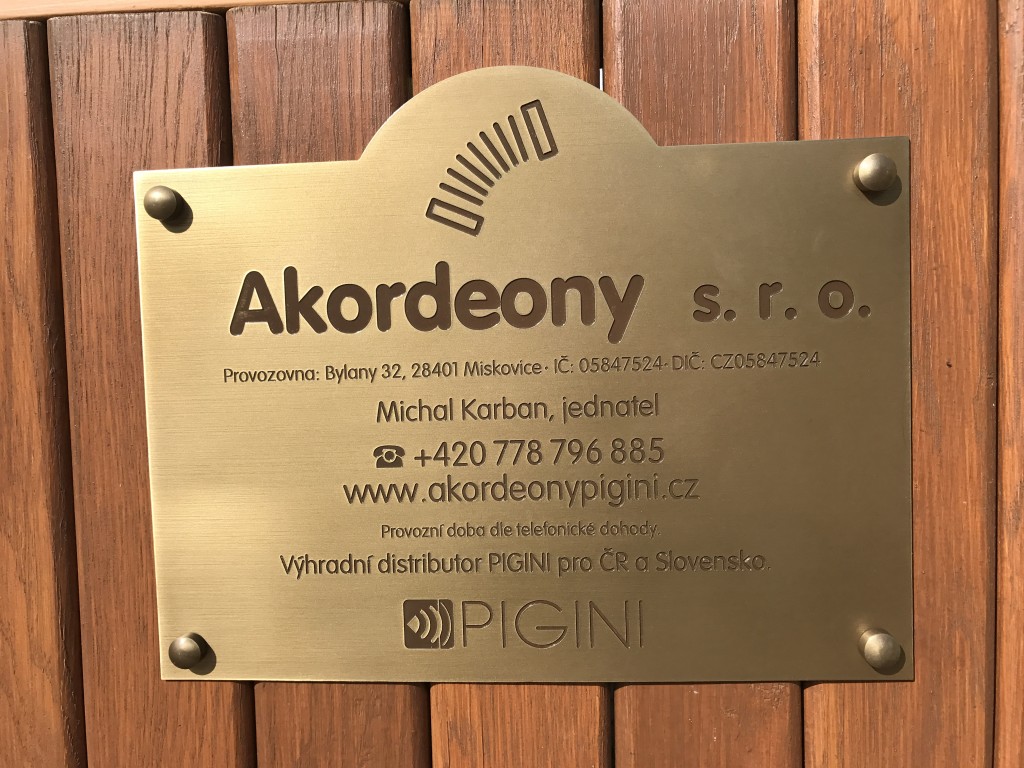 Akordeony s. r. o.
Provozovna: Bylany 32, 28401 Miskovice · IČ: 05847524 · DIČ: CZ05847524
Michal Karban, jednatel
☎ +420 778 796 885
www.akordeonypigini.cz
Provozní doba dle telefonické dohody.
Výhradní distributor PIGINI pro ČR a Slovensko.
PIGINI